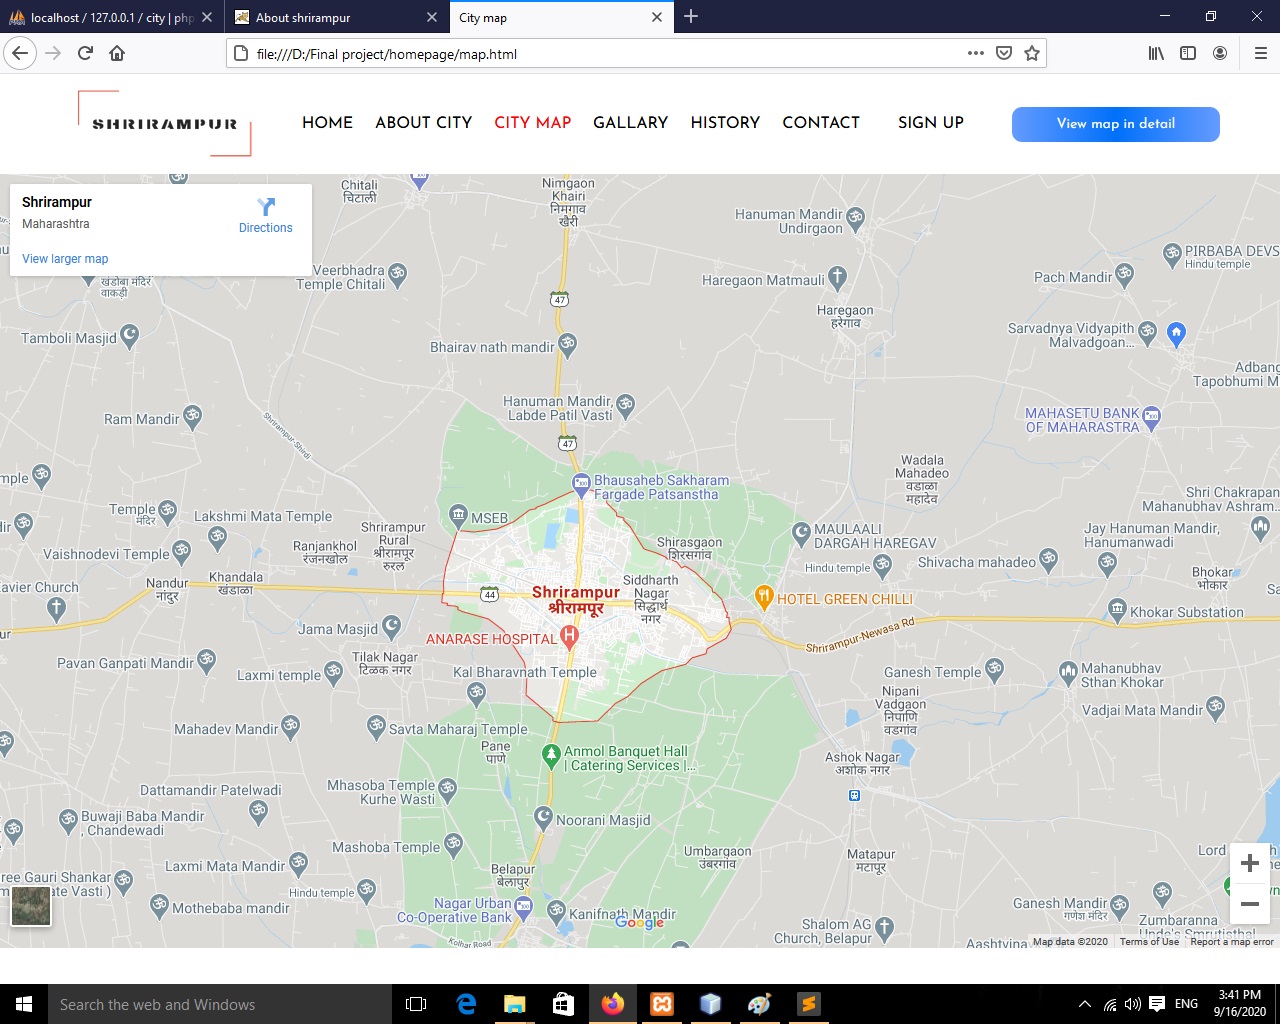 localhost / 127.0.0.1 / city | php
About shrirampur
City map
file:///D:/Final project/homepage/map.html
SHRIRAMPUR
HOME
ABOUT CITY
CITY MAP
GALLARY
HISTORY
CONTACT
SIGN UP
View map in detail
Shrirampur
Maharashtra
Directions
View larger map
खंडोबा मंदिर
वाकडी
Chitali
चिटाली
Nimgaon
Khairi
निमगाव
खैरी
Hanuman Mandir
Undirgaon
PIRBABA DEVS
Hindu temple
Veerbhadra
Temple Chitali
Haregaon Matmauli
Pach Mandir
47
Haregaon
हरेगाव
Tamboli Masjid
Bhairav nath mandir
Sarvadnya Vidyapith
Malvadgoan...
Adbang
Tapobhumi M
Shrirampur-Shirdi
Ram Mandir
Hanuman Mandir,
Labde Patil Vasti
MAHASETU BANK
OF MAHARASTRA
47
Wadala
Mahadeo
वडाळा
महादेव
mple
Bhausaheb Sakharam
Fargade Patsanstha
Shri Chakrapan
Mahanubhav Ashram...
Temple
मंदिर
Lakshmi Mata Temple
MSEB
dir
Shrirampur
Rural
श्रीरामपूर
रुरल
MAULAALI
DARGAH HAREGAV
Jay Hanuman Mandir,
Hanumanwadi
Vaishnodevi Temple
Ranjankhol
रंजनखोल
Shirasgaon
शिरसगांव
Hindu temple
Shivacha mahadeo
Bhokar
भोकार
avier Church
Nandur
नांदुर
Khandala
खंडाळा
44
Shrirampur
श्रीरामपूर
Siddharth
Nagar
सिद्धार्थ
नगर
HOTEL GREEN CHILLI
Sa
Khokar Substation
ur
Jama Masjid
ANARASE HOSPITAL
Shrirampur-Newasa Rd
Pavan Ganpati Mandir
Tilak Nagar
टिळक नगर
Laxmi temple
Kal Bharavnath Temple
Ganesh Temple
Mahanubhav
Sthan Khokar
Nipani
Vadgaon
निपाणि
वडगांव
Vadjai Mata Mandir
Mahadev Mandir
Savta Maharaj Temple
Pane
पाणे
Anmol Banquet Hall
| Catering Services |...
Ashok Nagar
अशोक नगर
Dattamandir Patelwadi
Mhasoba Temple
Kurhe Wasti
Buwaji Baba Mandir
, Chandewadi
Noorani Masjid
Mashoba Temple
Umbargaon
उंबरगांव
Matapur
मटापूर
Lord
Laxmi Mata Mandir
Belapur
बेलापुर
ree Gauri Shankar
ate Vasti )
Hindu temple
Mothebaba mandir
Nagar Urban
Co-Operative Bank
Kanifnath Mandir
Google
Shalom AG
Church, Belapur
Ganesh Mandir
गणेश मंदिर
Zumbaranna
Unde's Smrutisthal
Kolhar Road
Aashtvina
Map data ©2020
Terms of Use
Report a map error
Search the web and Windows
ENG
3:41 PM
9/16/2020